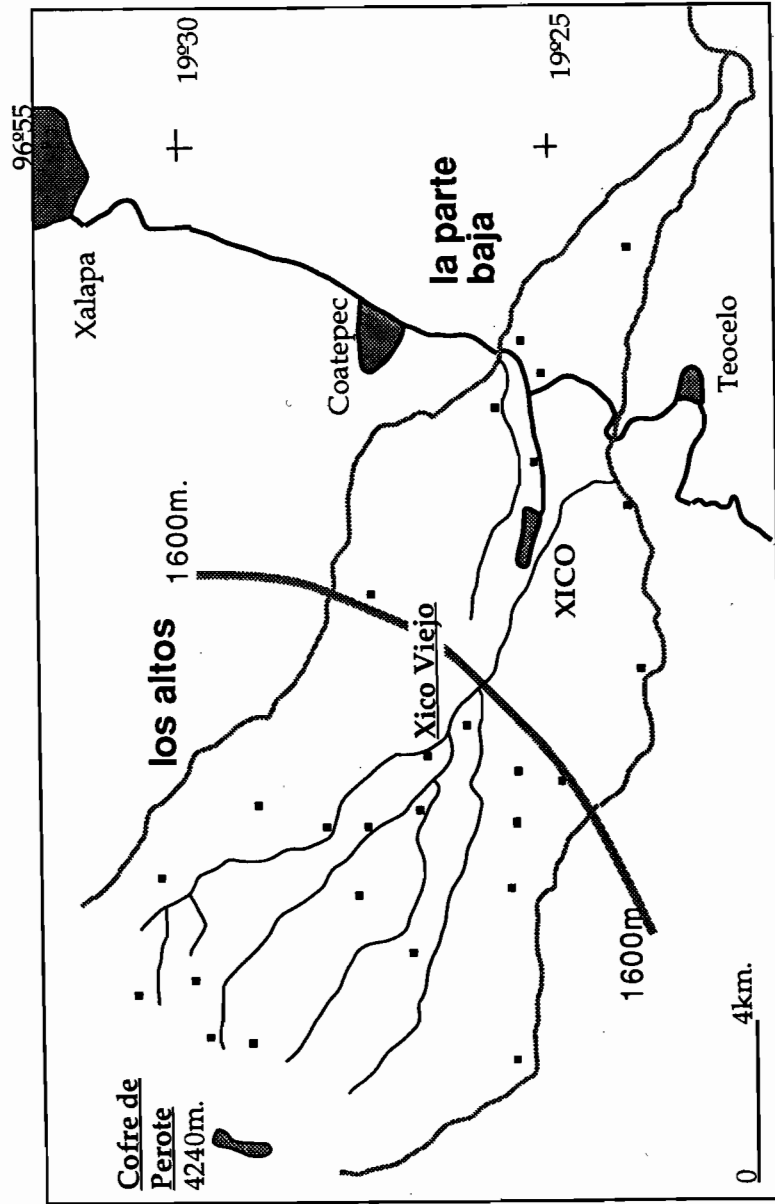 96º55
19º30
Xalapa
Coatepec
la parte
baja
19º25
1600m.
los altos
Xico Viejo
XICO
Teocelo
1600m
Cofre de
Perote
4240m.
0
4km.